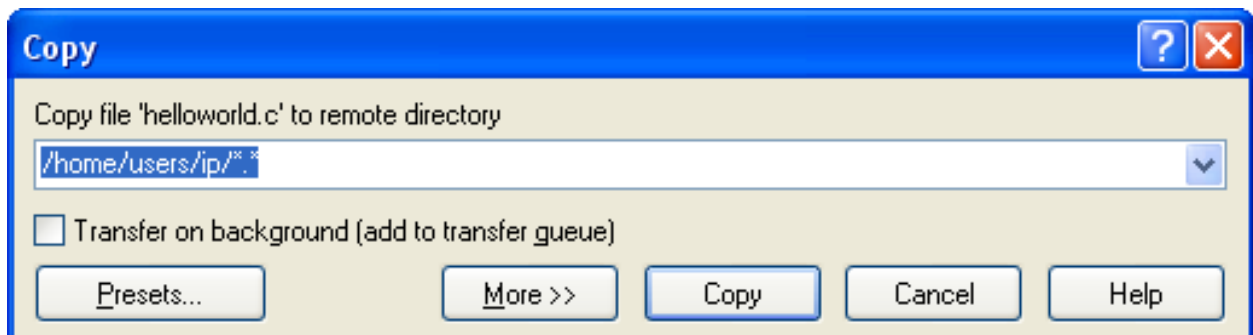 Copy
Copy file 'helloworld.c' to remote directory
/home/users/ip/*.*
Transfer on background (add to transfer queue)
Presets... More >> Copy Cancel Help